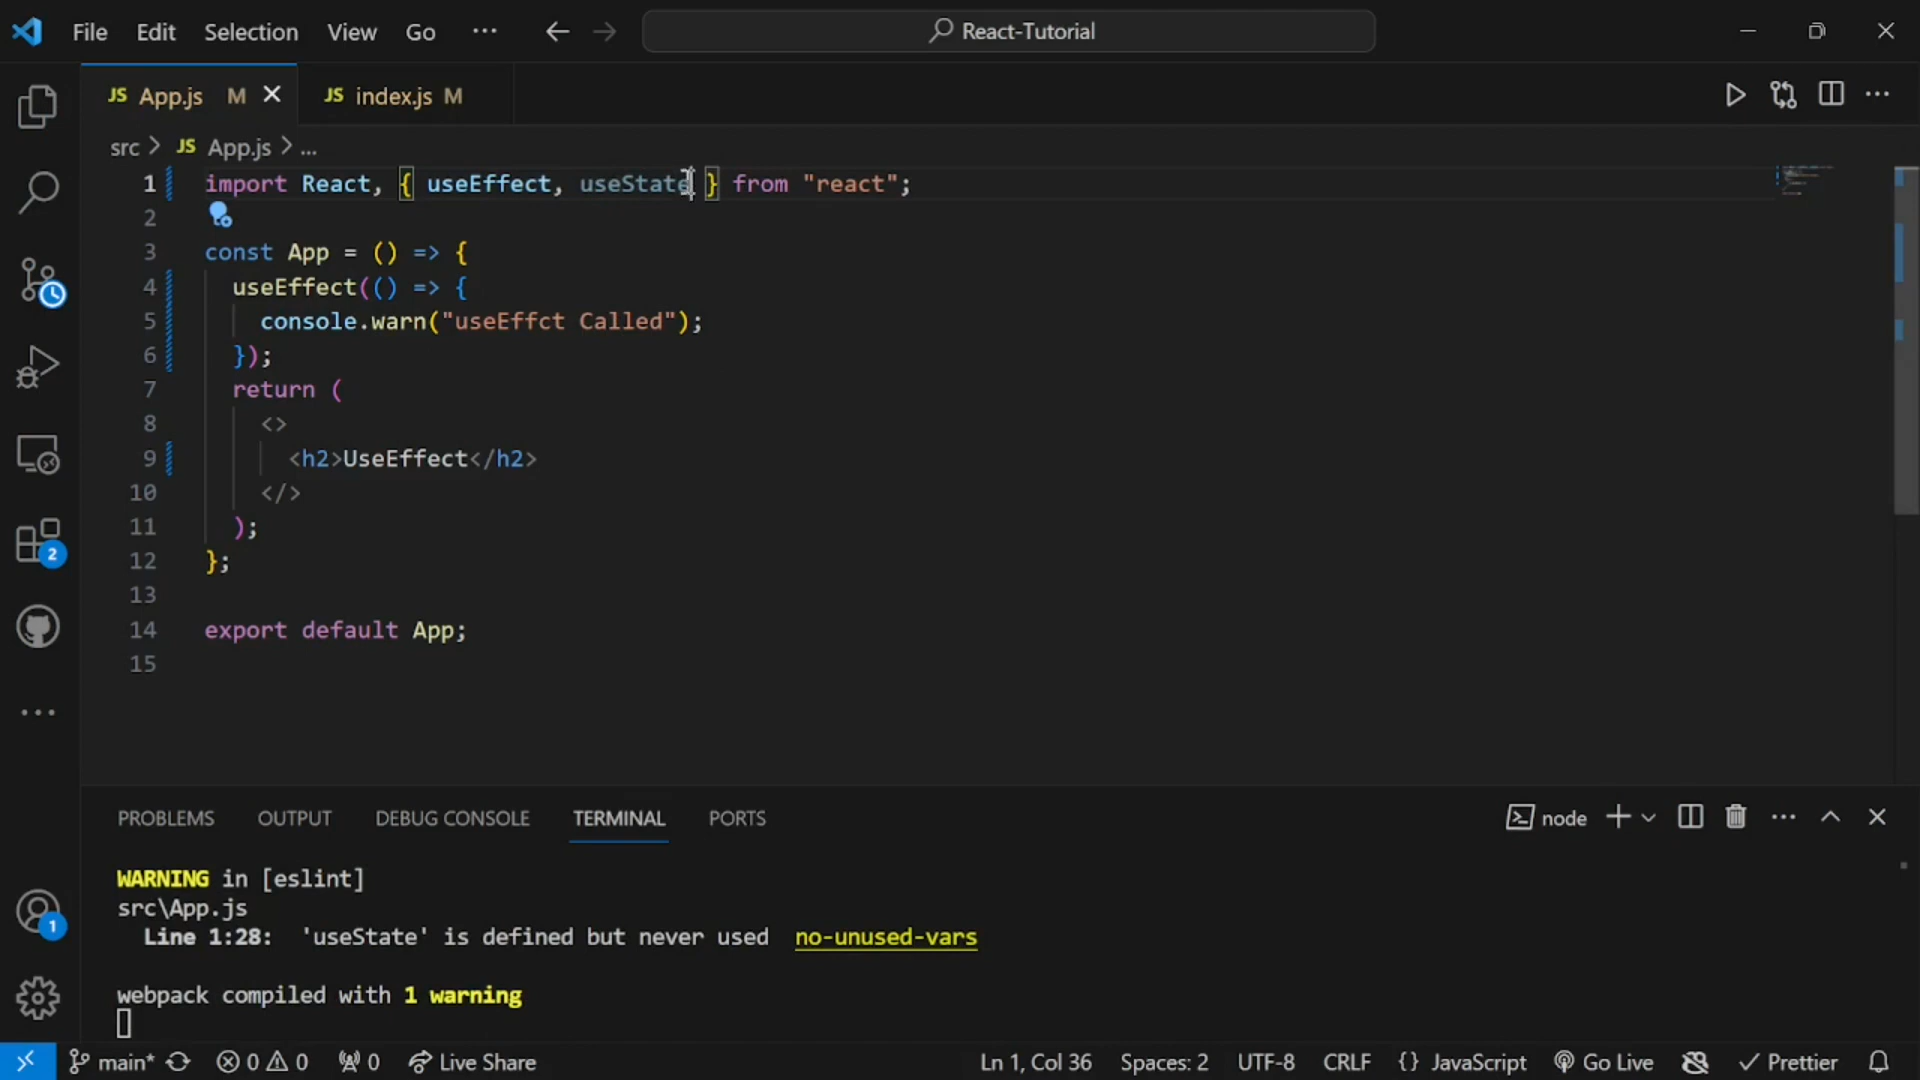 File Edit Selection View Go ··· React-Tutorial
JS App.js M JS index.js M
src > JS App.js > ...
1 import React, { useEffect, useState } from "react";
2
3 const App = () => {
4 useEffect(() => {
5 console.warn("useEffct Called");
6 });
7 return (
8 <>
9 <h2>UseEffect</h2>
10 </>
11 );
12 };
13
14 export default App;
15
2
1
PROBLEMS OUTPUT DEBUG CONSOLE TERMINAL PORTS node
WARNING in [eslint]
src\App.js
Line 1:28: 'useState' is defined but never used no-unused-vars
webpack compiled with 1 warning
main* 0 0 0 Live Share Ln 1, Col 36 Spaces: 2 UTF-8 CRLF {} JavaScript Go Live Prettier